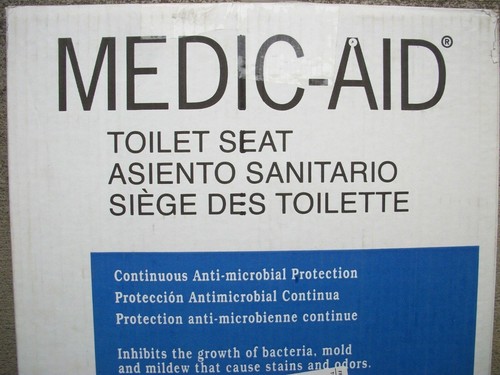 MEDIC-AID®
TOILET SEAT
ASIENTO SANITARIO
SIÈGE DES TOILETTE
Continuous Anti-microbial Protection
Protección Antimicrobial Continua
Protection anti-microbienne continue
Inhibits the growth of bacteria, mold
and mildew that cause stains and odors.